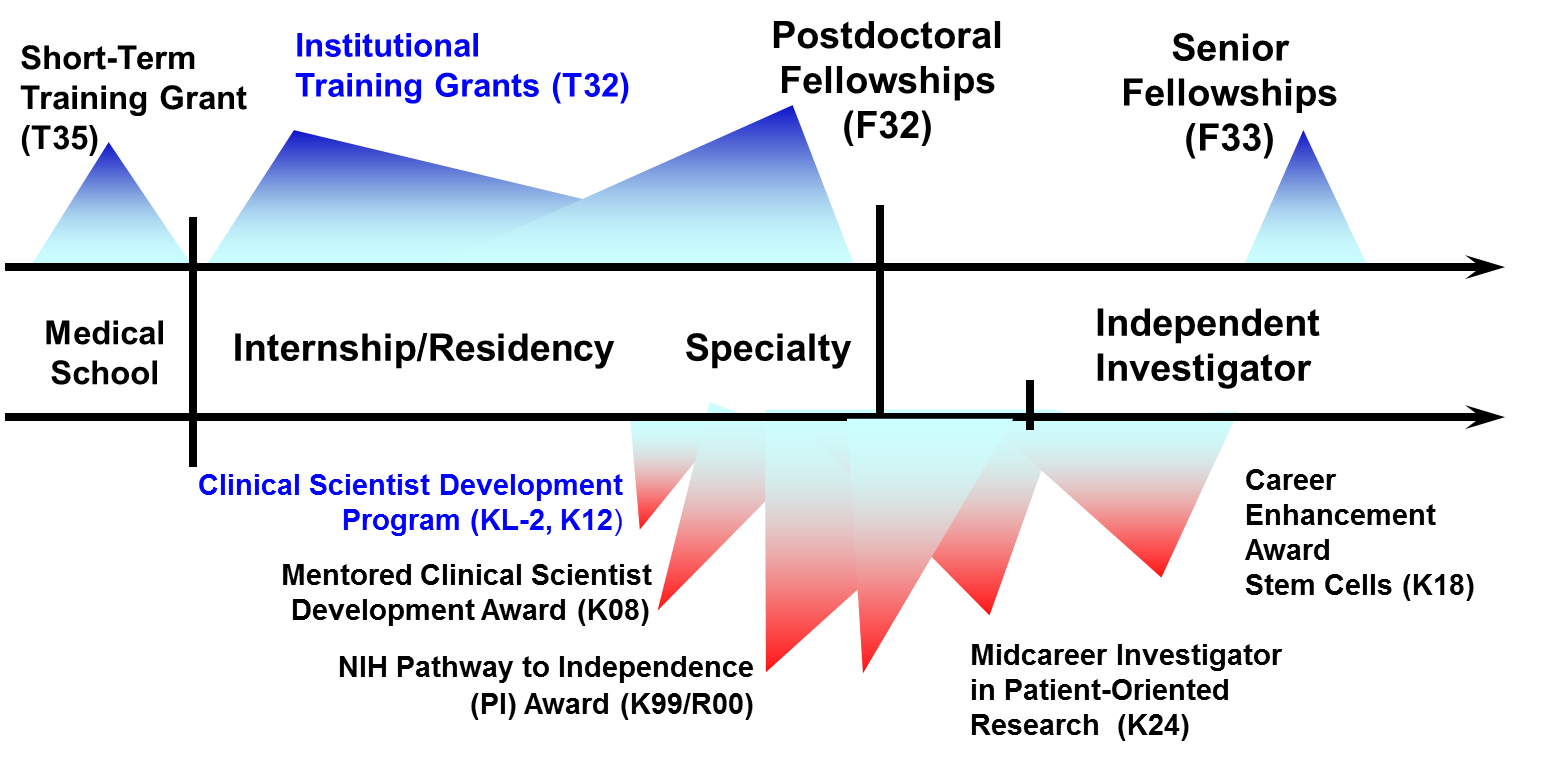 Short-Term
Training Grant
(T35)
Institutional
Training Grants (T32)
Postdoctoral
Fellowships
(F32)
Senior
Fellowships
(F33)
Medical
School
Internship/Residency
Specialty
Independent
Investigator
Clinical Scientist Development
Program (KL-2, K12)
Mentored Clinical Scientist
Development Award (K08)
NIH Pathway to Independence
(PI) Award (K99/R00)
Midcareer Investigator
in Patient-Oriented
Research (K24)
Career
Enhancement
Award
Stem Cells (K18)